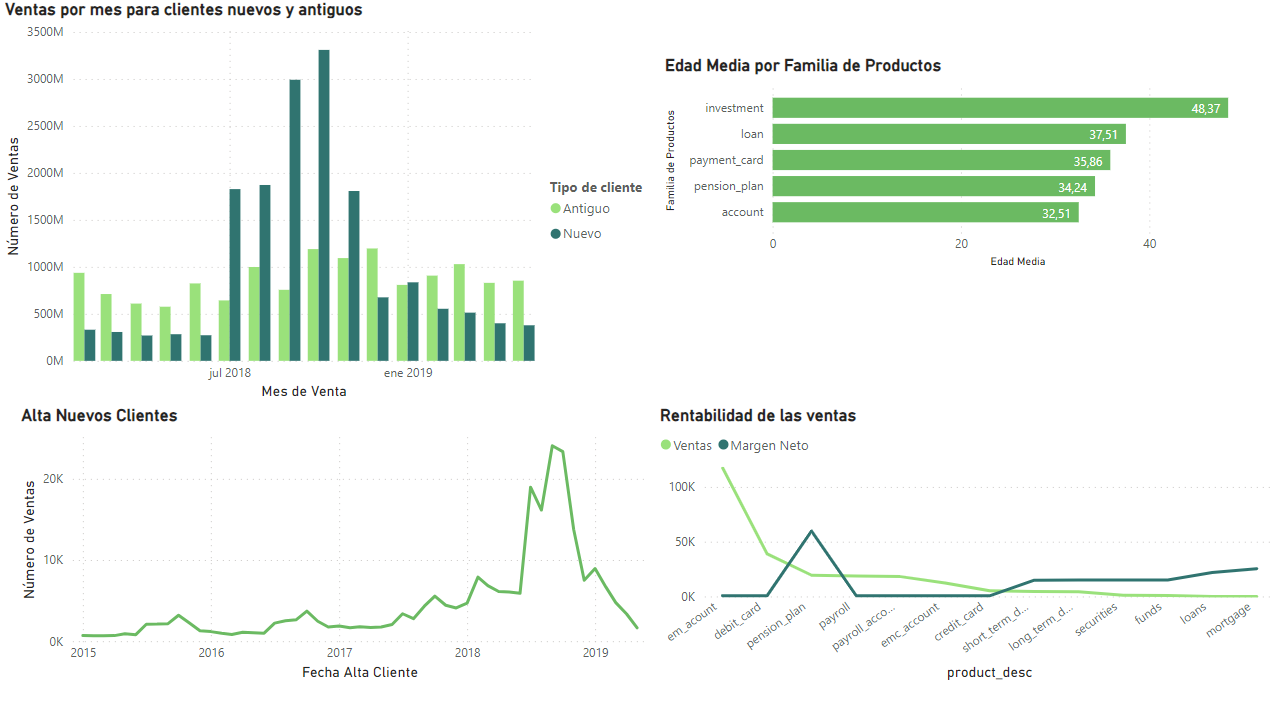 Ventas por mes para clientes nuevos y antiguos
3500M
3000M
2500M
2000M
1500M
1000M
500M
0M
Número de Ventas
jul 2018
ene 2019
Mes de Venta
Tipo de cliente
Antiguo
Nuevo
Edad Media por Familia de Productos
Familia de Productos
investment
48,37
loan
37,51
payment_card
35,86
pension_plan
34,24
account
32,51
0
20
40
Edad Media
Alta Nuevos Clientes
Número de Ventas
20K
10K
0K
2015
2016
2017
2018
2019
Fecha Alta Cliente
Rentabilidad de las ventas
Ventas
Margen Neto
100K
50K
0K
em_acount
debit_card
pension_plan
payroll
payroll_acco...
emc_account
credit_card
short_term_d...
long_term_d...
securities
funds
loans
mortgage
product_desc